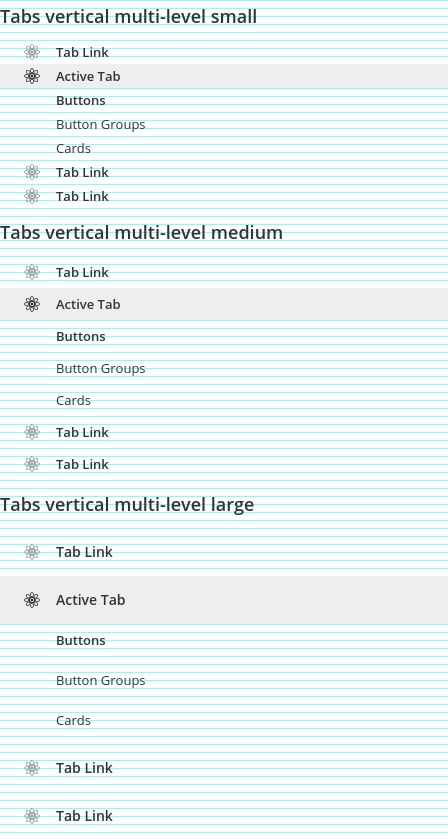 Tabs vertical multi-level small
Tab Link
Active Tab
Buttons
Button Groups
Cards
Tab Link
Tab Link
Tabs vertical multi-level medium
Tab Link
Active Tab
Buttons
Button Groups
Cards
Tab Link
Tab Link
Tabs vertical multi-level large
Tab Link
Active Tab
Buttons
Button Groups
Cards
Tab Link
Tab Link